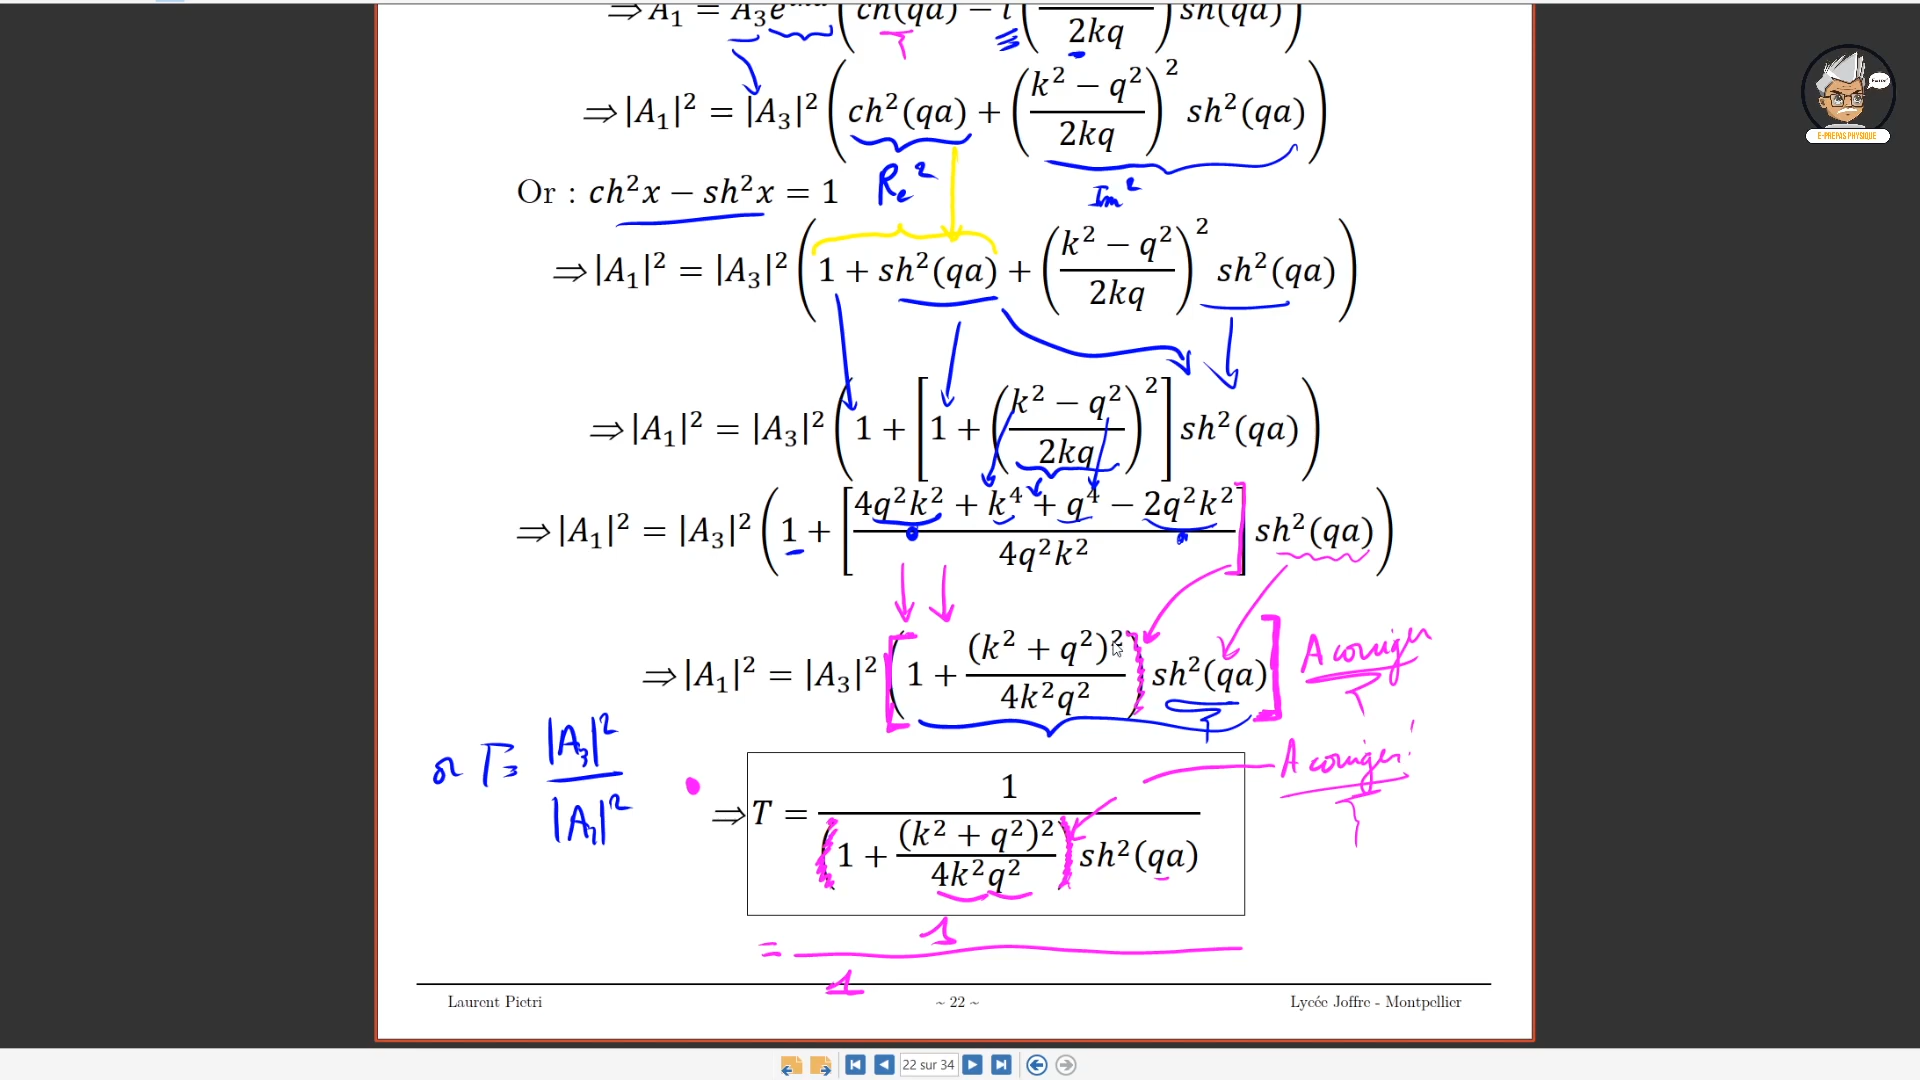 ⇒ A₁ = A₃e (ch(qa) − i( / 2kq) sh(qa))
⇒ |A₁|² = |A₃|² (ch²(qa) + ((k² − q²) / 2kq)² sh²(qa))
Re² Im²
Or : ch²x − sh²x = 1
⇒ |A₁|² = |A₃|² (1 + sh²(qa) + ((k² − q²) / 2kq)² sh²(qa))
⇒ |A₁|² = |A₃|² (1 + [1 + ((k² − q²) / 2kq)²] sh²(qa))
⇒ |A₁|² = |A₃|² (1 + [(4q²k² + k⁴ + q⁴ − 2q²k²) / 4q²k²] sh²(qa))
⇒ |A₁|² = |A₃|² [(1 + (k² + q²)² / 4k²q²) sh²(qa)] A corriger
or T = |A₃|² / |A₁|²
⇒ T = 1 / ((1 + (k² + q²)² / 4k²q²) sh²(qa)) A corriger!
= 1 / 1
Laurent Pietri ~ 22 ~ Lycée Joffre - Montpellier
E-PREPAS PHYSIQUE
22 sur 34